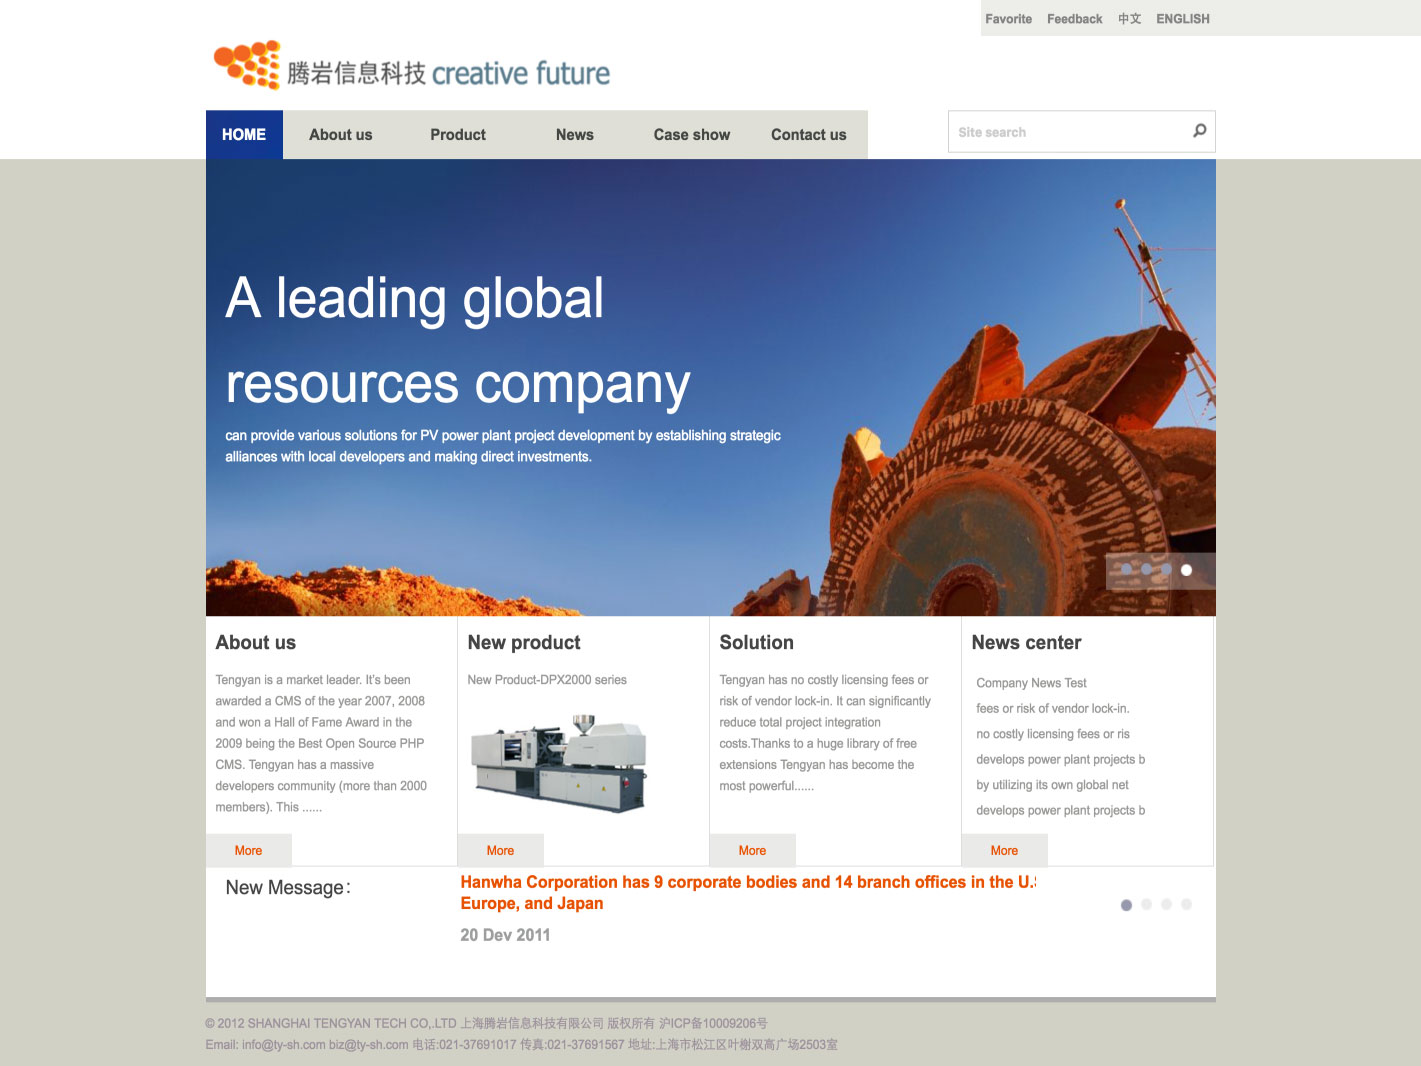 Favorite Feedback 中文 ENGLISH
腾岩信息科技 creative future
HOME About us Product News Case show Contact us
Site search
A leading global
resources company
can provide various solutions for PV power plant project development by establishing strategic
alliances with local developers and making direct investments.
About us
Tengyan is a market leader. It's been
awarded a CMS of the year 2007, 2008
and won a Hall of Fame Award in the
2009 being the Best Open Source PHP
CMS. Tengyan has a massive
developers community (more than 2000
members). This ......
More
New product
New Product-DPX2000 series
More
Solution
Tengyan has no costly licensing fees or
risk of vendor lock-in. It can significantly
reduce total project integration
costs.Thanks to a huge library of free
extensions Tengyan has become the
most powerful......
More
News center
Company News Test
fees or risk of vendor lock-in.
no costly licensing fees or ris
develops power plant projects b
by utilizing its own global net
develops power plant projects b
More
New Message:
Hanwha Corporation has 9 corporate bodies and 14 branch offices in the U.S
Europe, and Japan
20 Dev 2011
© 2012 SHANGHAI TENGYAN TECH CO,.LTD 上海腾岩信息科技有限公司 版权所有 沪ICP备10009206号
Email: info@ty-sh.com biz@ty-sh.com 电话:021-37691017 传真:021-37691567 地址:上海市松江区叶榭双高广场2503室